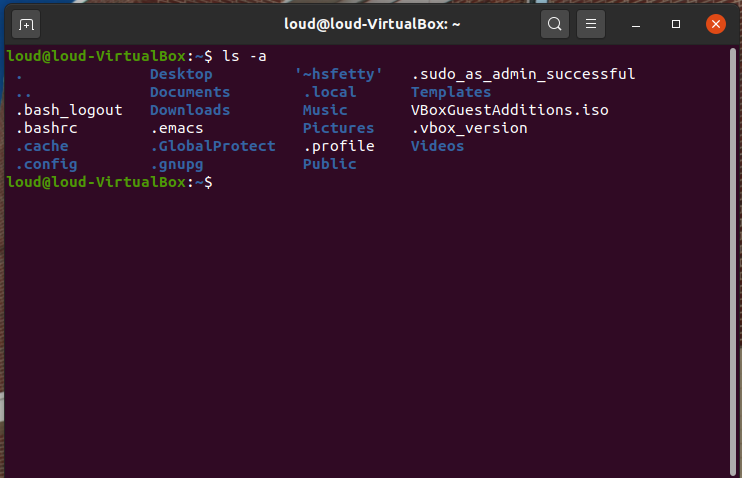 loud@loud-VirtualBox: ~
loud@loud-VirtualBox:~$ ls -a
. Desktop '~hsfetty' .sudo_as_admin_successful
.. Documents .local Templates
.bash_logout Downloads Music VBoxGuestAdditions.iso
.bashrc .emacs Pictures .vbox_version
.cache .GlobalProtect .profile Videos
.config .gnupg Public
loud@loud-VirtualBox:~$